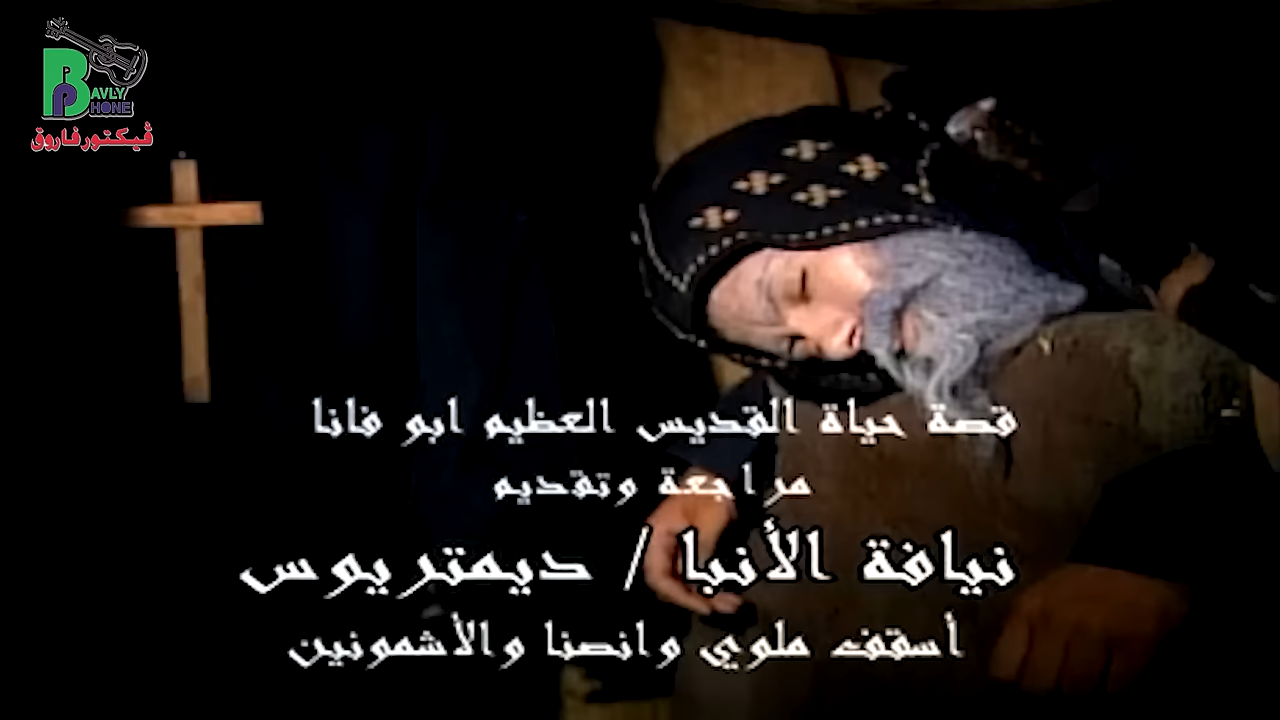 BAVLY
PHONE
ڤيكتور فاروق
قصة حياة القديس العظيم ابو فانا
مراجعة وتقديم
نيافة الأنبا / ديمتريوس
أسقف ملوي وانصنا والأشمونين